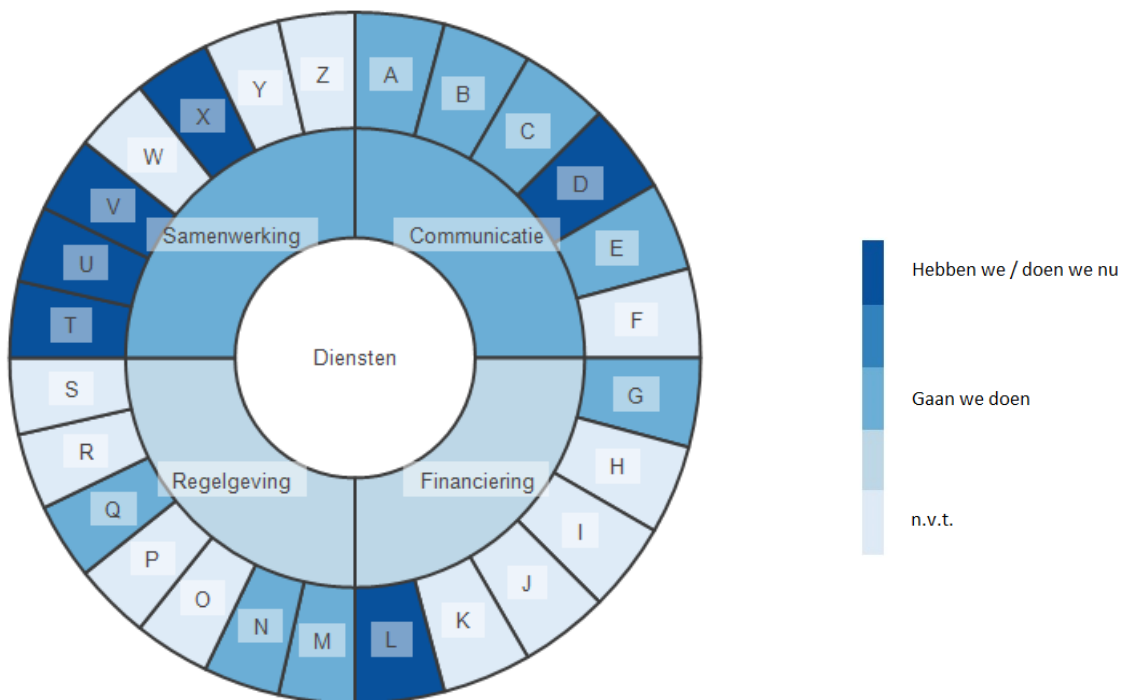 A
B
C
D
E
F
G
H
I
J
K
L
M
N
O
P
Q
R
S
T
U
V
W
X
Y
Z
Samenwerking
Communicatie
Diensten
Regelgeving
Financiering
Hebben we / doen we nu
Gaan we doen
n.v.t.